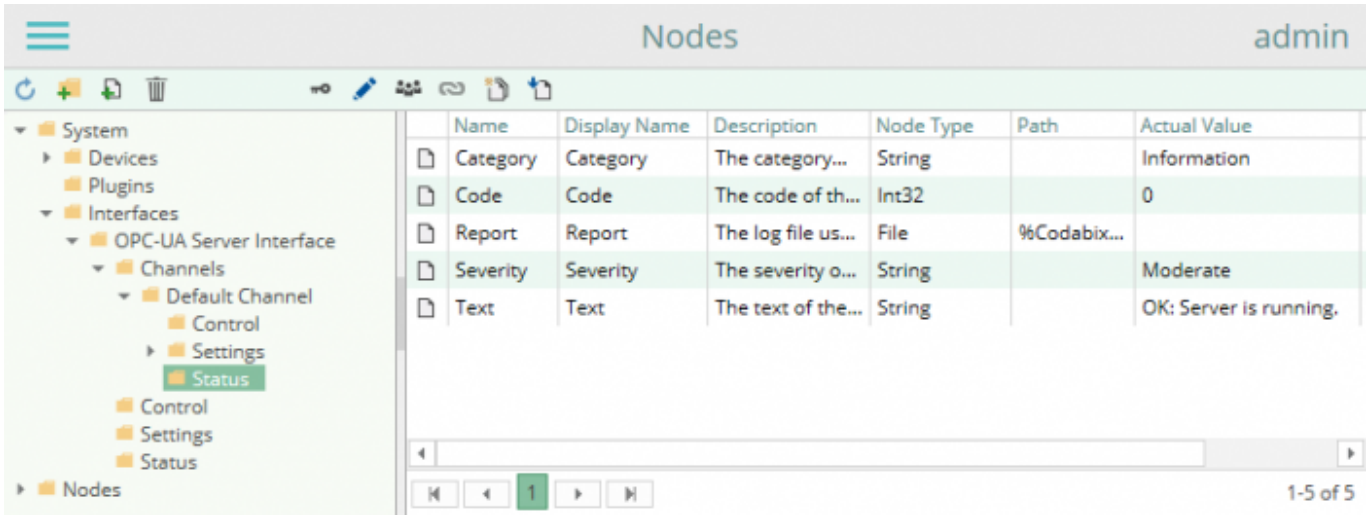 Nodes admin
System
Devices
Plugins
Interfaces
OPC-UA Server Interface
Channels
Default Channel
Control
Settings
Status
Control
Settings
Status
Nodes
Name Display Name Description Node Type Path Actual Value
Category Category The category... String Information
Code Code The code of th... Int32 0
Report Report The log file us... File %Codabix...
Severity Severity The severity o... String Moderate
Text Text The text of the... String OK: Server is running.
1 1-5 of 5